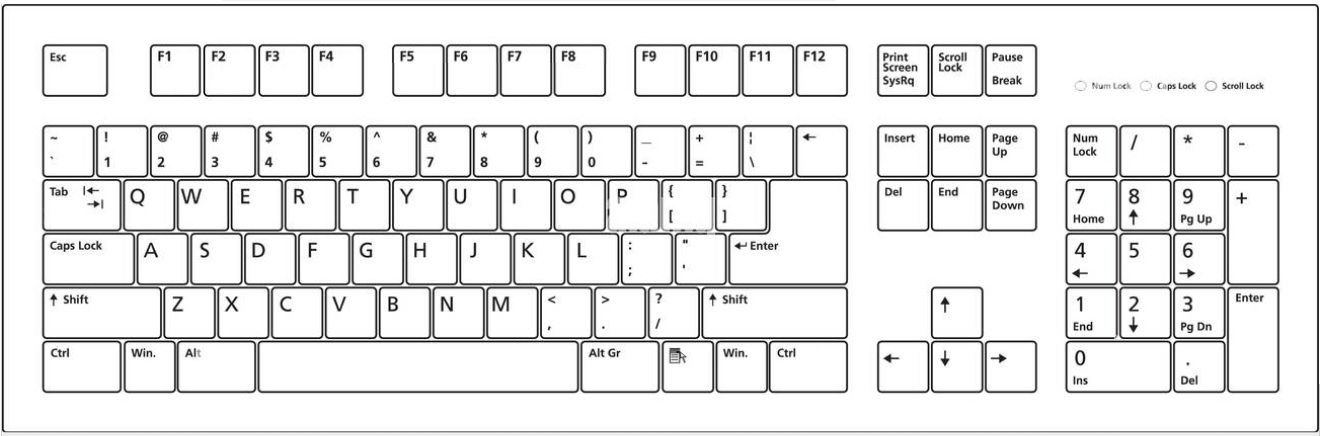 Esc F1 F2 F3 F4 F5 F6 F7 F8 F9 F10 F11 F12 Print Scroll Pause
Screen Lock
SysRq Break
Num Lock Caps Lock Scroll Lock
~ ! @ # $ % ^ & * ( ) _ + ¦ ← Insert Home Page Num / * -
Up Lock
` 1 2 3 4 5 6 7 8 9 0 - = \
Tab Q W E R T Y U I O P { } Del End Page 7 8 9 +
Down
[ ] Home ↑ Pg Up
Caps Lock A S D F G H J K L : " ↵ Enter 4 5 6
; ' ← →
↑ Shift Z X C V B N M < > ? ↑ Shift ↑ 1 2 3 Enter
, . / End ↓ Pg Dn
Ctrl Win. Alt Alt Gr Win. Ctrl ← ↓ → 0 .
Ins Del